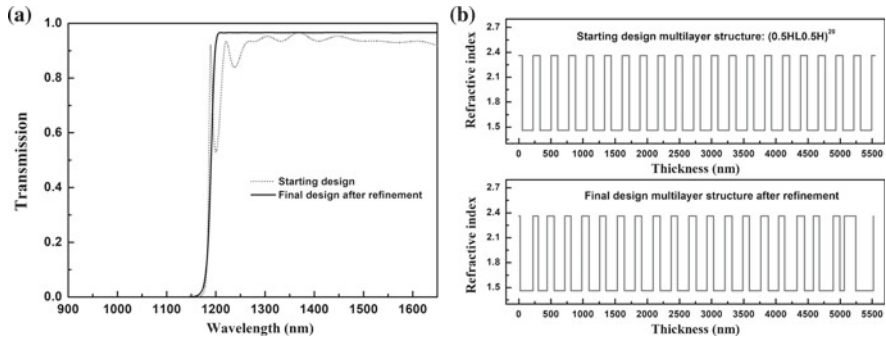 (a)
1.0
0.8
0.6
0.4
0.2
0.0
Transmission
Starting design
Final design after refinement
900 1000 1100 1200 1300 1400 1500 1600
Wavelength (nm)
(b)
2.7
2.4
2.1
1.8
1.5
Refractive index
Starting design multilayer structure: (0.5HL0.5H)²⁰
0 500 1000 1500 2000 2500 3000 3500 4000 4500 5000 5500
Thickness (nm)
2.7
2.4
2.1
1.8
1.5
Refractive index
Final design multilayer structure after refinement
0 500 1000 1500 2000 2500 3000 3500 4000 4500 5000 5500
Thickness (nm)